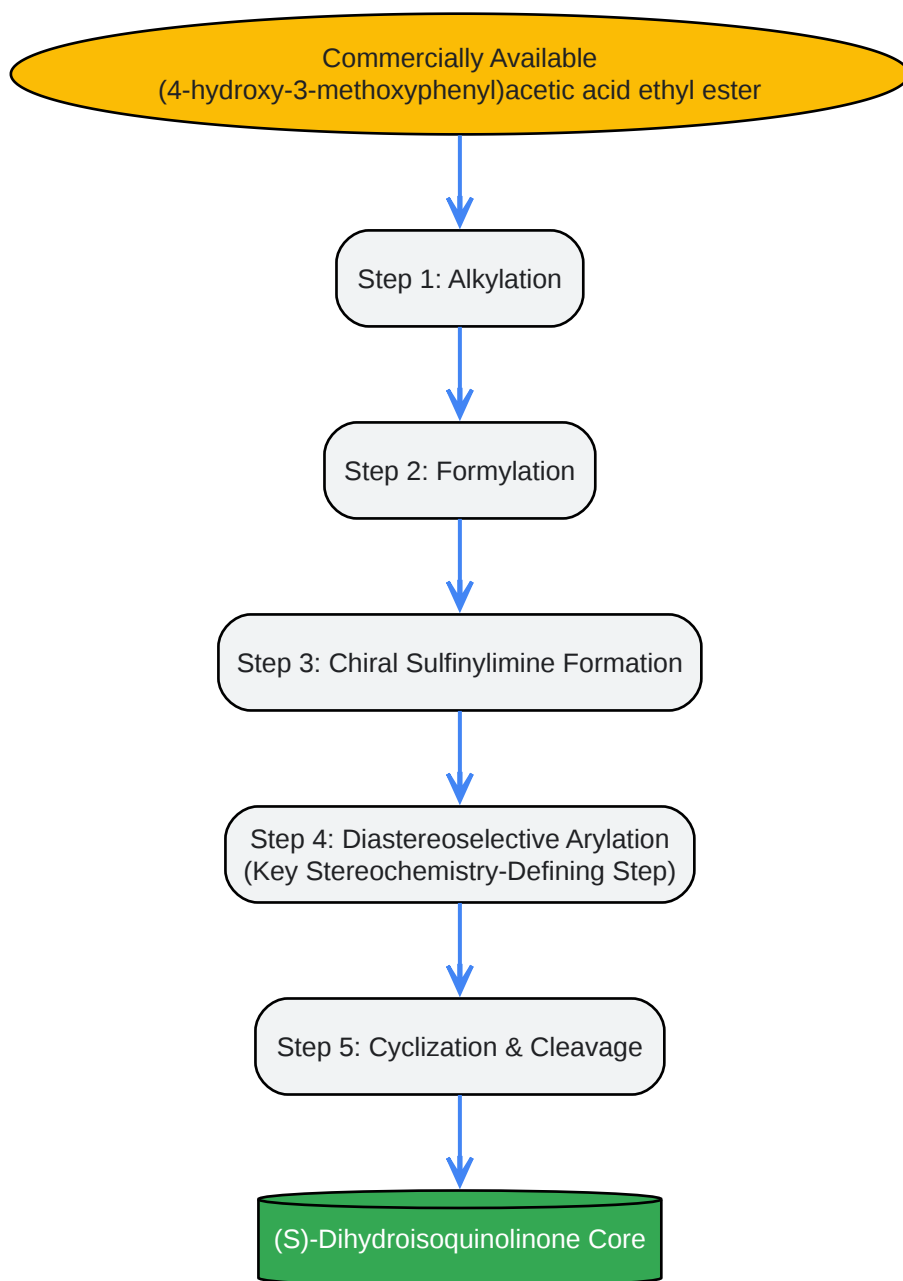 Commercially Available
(4-hydroxy-3-methoxyphenyl)acetic acid ethyl ester
Step 1: Alkylation
Step 2: Formylation
Step 3: Chiral Sulfinylimine Formation
Step 4: Diastereoselective Arylation
(Key Stereochemistry-Defining Step)
Step 5: Cyclization & Cleavage
(S)-Dihydroisoquinolinone Core